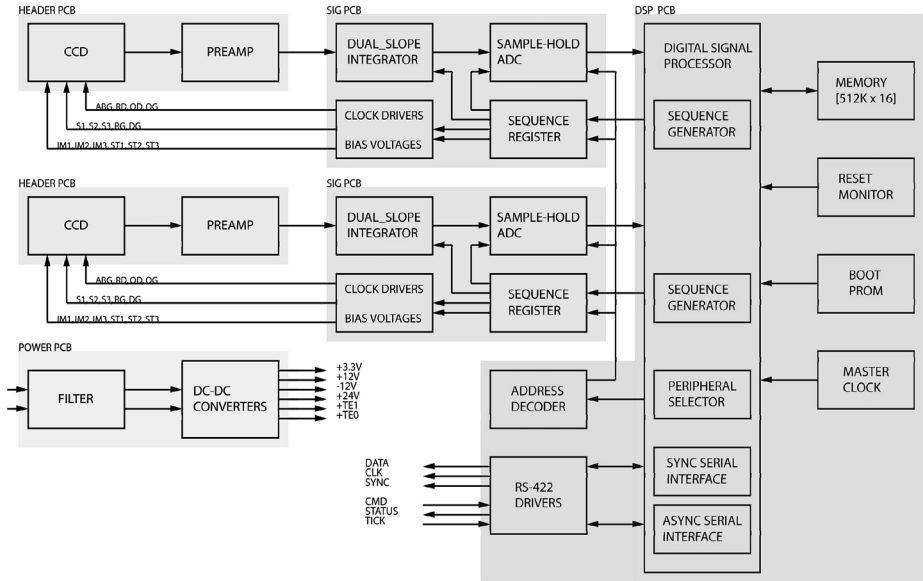 HEADER PCB
SIG PCB
DSP PCB
CCD
PREAMP
DUAL_SLOPE
INTEGRATOR
SAMPLE-HOLD
ADC
DIGITAL SIGNAL
PROCESSOR
MEMORY
[512K x 16]
ABG, RD, OD, OG
S1, S2, S3, RG, DG
IM1, IM2, IM3, ST1, ST2, ST3
CLOCK DRIVERS
BIAS VOLTAGES
SEQUENCE
REGISTER
SEQUENCE
GENERATOR
RESET
MONITOR
HEADER PCB
SIG PCB
CCD
PREAMP
DUAL_SLOPE
INTEGRATOR
SAMPLE-HOLD
ADC
ABG, RD, OD, OG
S1, S2, S3, RG, DG
IM1, IM2, IM3, ST1, ST2, ST3
CLOCK DRIVERS
BIAS VOLTAGES
SEQUENCE
REGISTER
SEQUENCE
GENERATOR
BOOT
PROM
POWER PCB
FILTER
DC-DC
CONVERTERS
+3.3V
+12V
-12V
+24V
+TE1
+TE0
ADDRESS
DECODER
PERIPHERAL
SELECTOR
MASTER
CLOCK
DATA
CLK
SYNC
CMD
STATUS
TICK
RS-422
DRIVERS
SYNC SERIAL
INTERFACE
ASYNC SERIAL
INTERFACE